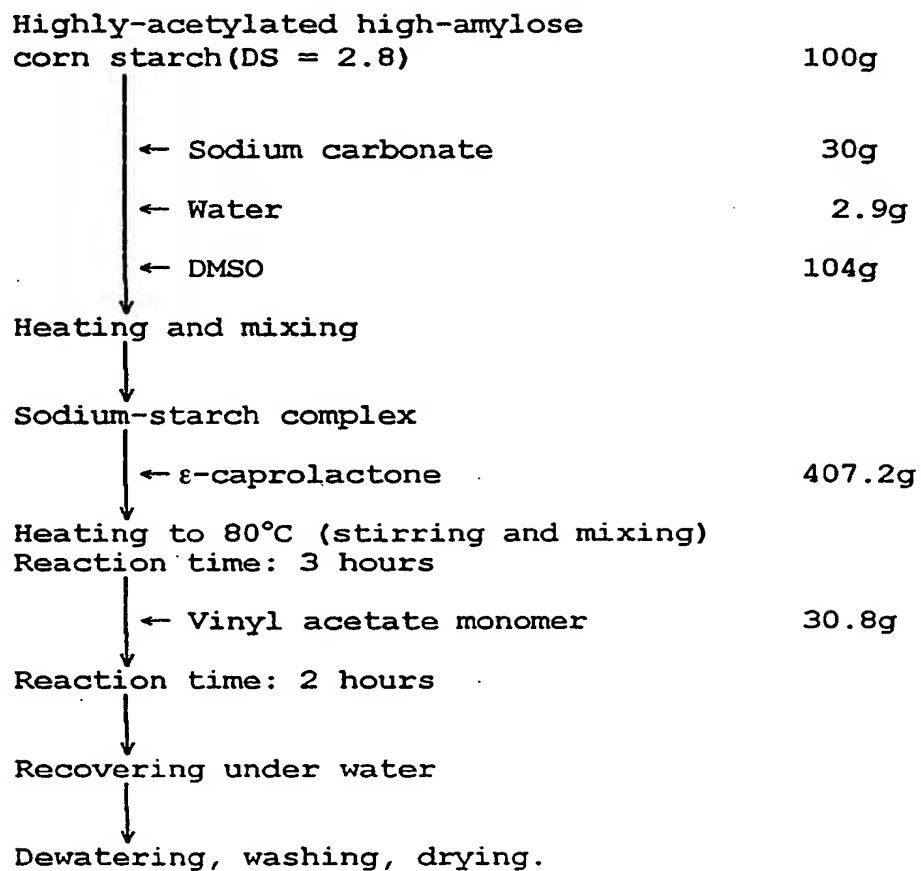 Highly-acetylated high-amylose
corn starch(DS = 2.8) 100g
← Sodium carbonate 30g
← Water 2.9g
← DMSO 104g
Heating and mixing
Sodium-starch complex
← ε-caprolactone 407.2g
Heating to 80°C (stirring and mixing)
Reaction time: 3 hours
← Vinyl acetate monomer 30.8g
Reaction time: 2 hours
Recovering under water
Dewatering, washing, drying.